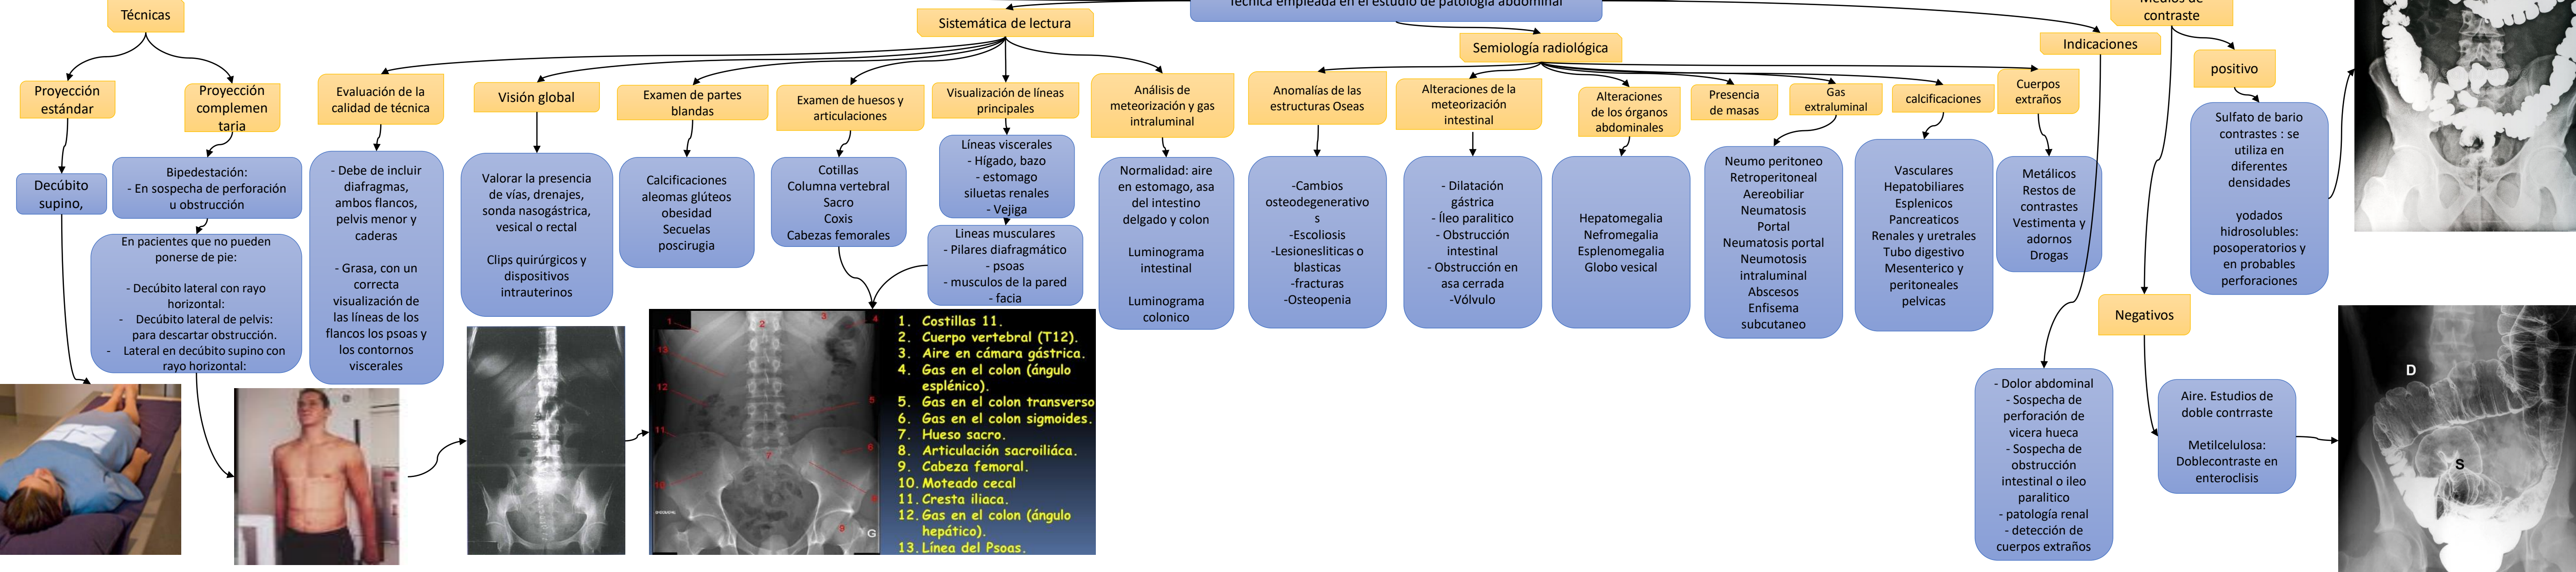 Técnica empleada en el estudio de patología abdominal
Técnicas
Proyección
estándar
Decúbito
supino,
Proyección
complemen
taria
Bipedestación:
- En sospecha de perforación
u obstrucción
En pacientes que no pueden
ponerse de pie:
- Decúbito lateral con rayo
horizontal:
- Decúbito lateral de pelvis:
para descartar obstrucción.
- Lateral en decúbito supino con
rayo horizontal:
Sistemática de lectura
Evaluación de la
calidad de técnica
- Debe de incluir
diafragmas,
ambos flancos,
pelvis menor y
caderas
- Grasa, con un
correcta
visualización de
las líneas de los
flancos los psoas y
los contornos
viscerales
Visión global
Valorar la presencia
de vías, drenajes,
sonda nasogástrica,
vesical o rectal
Clips quirúrgicos y
dispositivos
intrauterinos
Examen de partes
blandas
Calcificaciones
aleomas glúteos
obesidad
Secuelas
poscirugia
Examen de huesos y
articulaciones
Cotillas
Columna vertebral
Sacro
Coxis
Cabezas femorales
Visualización de líneas
principales
Líneas viscerales
- Hígado, bazo
- estomago
siluetas renales
- Vejiga
Lineas musculares
- Pilares diafragmático
- psoas
- musculos de la pared
- facia
Análisis de
meteorización y gas
intraluminal
Normalidad: aire
en estomago, asa
del intestino
delgado y colon
Luminograma
intestinal
Luminograma
colonico
1
2
3
4
13
12
5
11
6
7
10
8
9
G
1. Costillas 11.
2. Cuerpo vertebral (T12).
3. Aire en cámara gástrica.
4. Gas en el colon (ángulo
esplénico).
5. Gas en el colon transverso
6. Gas en el colon sigmoides.
7. Hueso sacro.
8. Articulación sacroiliáca.
9. Cabeza femoral.
10. Moteado cecal
11. Cresta iliaca.
12. Gas en el colon (ángulo
hepático).
13. Línea del Psoas.
Semiología radiológica
Anomalías de las
estructuras Oseas
-Cambios
osteodegenerativo
s
-Escoliosis
-Lesionesliticas o
blasticas
-fracturas
-Osteopenia
Alteraciones de la
meteorización
intestinal
- Dilatación
gástrica
- Íleo paralitico
- Obstrucción
intestinal
- Obstrucción en
asa cerrada
-Vólvulo
Alteraciones
de los órganos
abdominales
Hepatomegalia
Nefromegalia
Esplenomegalia
Globo vesical
Presencia
de masas
Gas
extraluminal
Neumo peritoneo
Retroperitoneal
Aereobiliar
Neumatosis
Portal
Neumatosis portal
Neumotosis
intraluminal
Abscesos
Enfisema
subcutaneo
calcificaciones
Vasculares
Hepatobiliares
Esplenicos
Pancreaticos
Renales y uretrales
Tubo digestivo
Mesenterico y
peritoneales
pelvicas
Cuerpos
extraños
Metálicos
Restos de
contrastes
Vestimenta y
adornos
Drogas
Indicaciones
- Dolor abdominal
- Sospecha de
perforación de
vicera hueca
- Sospecha de
obstrucción
intestinal o ileo
paralitico
- patología renal
- detección de
cuerpos extraños
Medios de
contraste
positivo
Sulfato de bario
contrastes : se
utiliza en
diferentes
densidades
yodados
hidrosolubles:
posoperatorios y
en probables
perforaciones
Negativos
Aire. Estudios de
doble contrraste
Metilcelulosa:
Doblecontraste en
enteroclisis
D
S